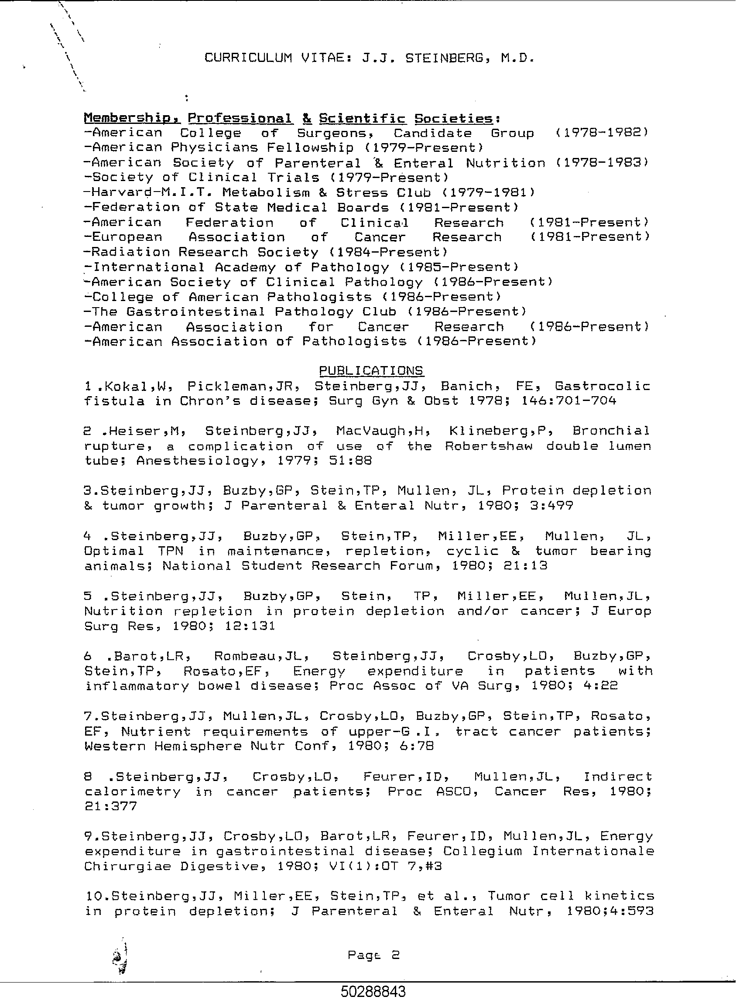 CURRICULUM VITAE: J.J. STEINBERG, M.D.
Membership, Professional & Scientific Societies:
-American College of Surgeons, Candidate Group (1978-1982)
-American Physicians Fellowship (1979-Present)
-American Society of Parenteral & Enteral Nutrition (1978-1983)
-Society of Clinical Trials (1979-Present)
-Harvard-M.I.T. Metabolism & Stress Club (1979-1981)
-Federation of State Medical Boards (1981-Present)
-American Federation of Clinical Research (1981-Present)
-European Association of Cancer Research (1981-Present)
-Radiation Research Society (1984-Present)
-International Academy of Pathology (1985-Present)
-American Society of Clinical Pathology (1986-Present)
-College of American Pathologists (1986-Present)
-The Gastrointestinal Pathology Club (1986-Present)
-American Association for Cancer Research (1986-Present)
-American Association of Pathologists (1986-Present)
PUBLICATIONS
1.Kokal,W, Pickleman,JR, Steinberg,JJ, Banich, FE, Gastrocolic
fistula in Chron's disease; Surg Gyn & Obst 1978; 146:701-704
2 .Heiser,M, Steinberg,JJ, MacVaugh,H, Klineberg,P, Bronchial
rupture, a complication of use of the Robertshaw double lumen
tube; Anesthesiology, 1979; 51:88
3.Steinberg,JJ, Buzby,GP, Stein,TP, Mullen, JL, Protein depletion
& tumor growth; J Parenteral & Enteral Nutr, 1980; 3:499
4 .Steinberg,JJ, Buzby,GP, Stein,TP, Miller,EE, Mullen, JL,
Optimal TPN in maintenance, repletion, cyclic & tumor bearing
animals; National Student Research Forum, 1980; 21:13
5 .Steinberg,JJ, Buzby,GP, Stein, TP, Miller,EE, Mullen,JL,
Nutrition repletion in protein depletion and/or cancer; J Europ
Surg Res, 1980; 12:131
6 .Barot,LR, Rombeau,JL, Steinberg,JJ, Crosby,LO, Buzby,GP,
Stein,TP, Rosato,EF, Energy expenditure in patients with
inflammatory bowel disease; Proc Assoc of VA Surg, 1980; 4:22
7.Steinberg,JJ, Mullen,JL, Crosby,LO, Buzby,GP, Stein,TP, Rosato,
EF, Nutrient requirements of upper-G.I. tract cancer patients;
Western Hemisphere Nutr Conf, 1980; 6:78
8 .Steinberg,JJ, Crosby,LO, Feurer,ID, Mullen,JL, Indirect
calorimetry in cancer patients; Proc ASCO, Cancer Res, 1980;
21:377
9.Steinberg,JJ, Crosby,LO, Barot,LR, Feurer,ID, Mullen,JL, Energy
expenditure in gastrointestinal disease; Collegium Internationale
Chirurgiae Digestive, 1980; VI(1):OT 7,#3
10.Steinberg,JJ, Miller,EE, Stein,TP, et al., Tumor cell kinetics
in protein depletion; J Parenteral & Enteral Nutr, 1980;4:593
Page 2
50288843